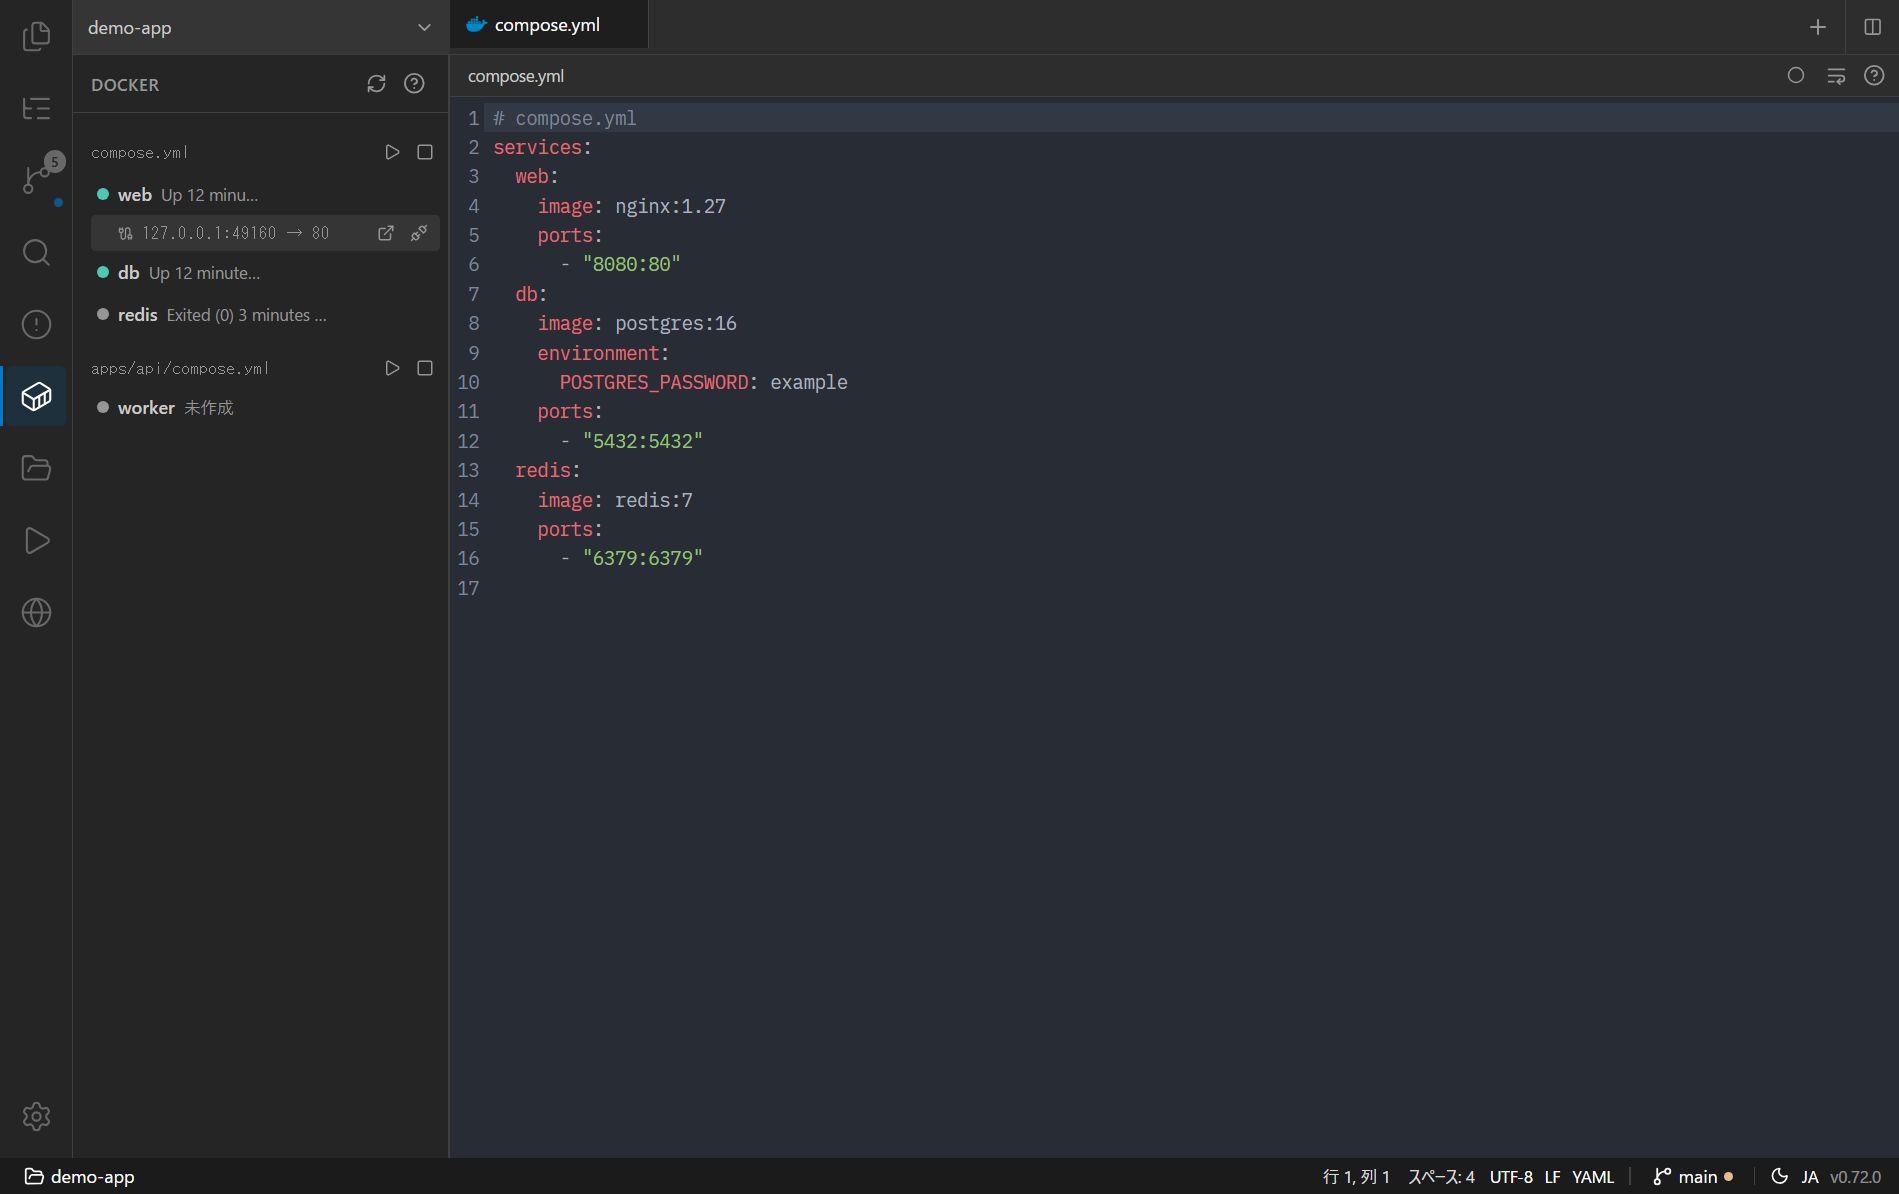 demo-app
compose.yml
DOCKER
compose.yml
5
compose.yml
web Up 12 minu...
127.0.0.1:49160 → 80
db Up 12 minute...
redis Exited (0) 3 minutes ...
apps/api/compose.yml
worker 未作成
1 # compose.yml
2 services:
3 web:
4 image: nginx:1.27
5 ports:
6 - "8080:80"
7 db:
8 image: postgres:16
9 environment:
10 POSTGRES_PASSWORD: example
11 ports:
12 - "5432:5432"
13 redis:
14 image: redis:7
15 ports:
16 - "6379:6379"
17
demo-app
行 1, 列 1 スペース: 4 UTF-8 LF YAML main JA v0.72.0